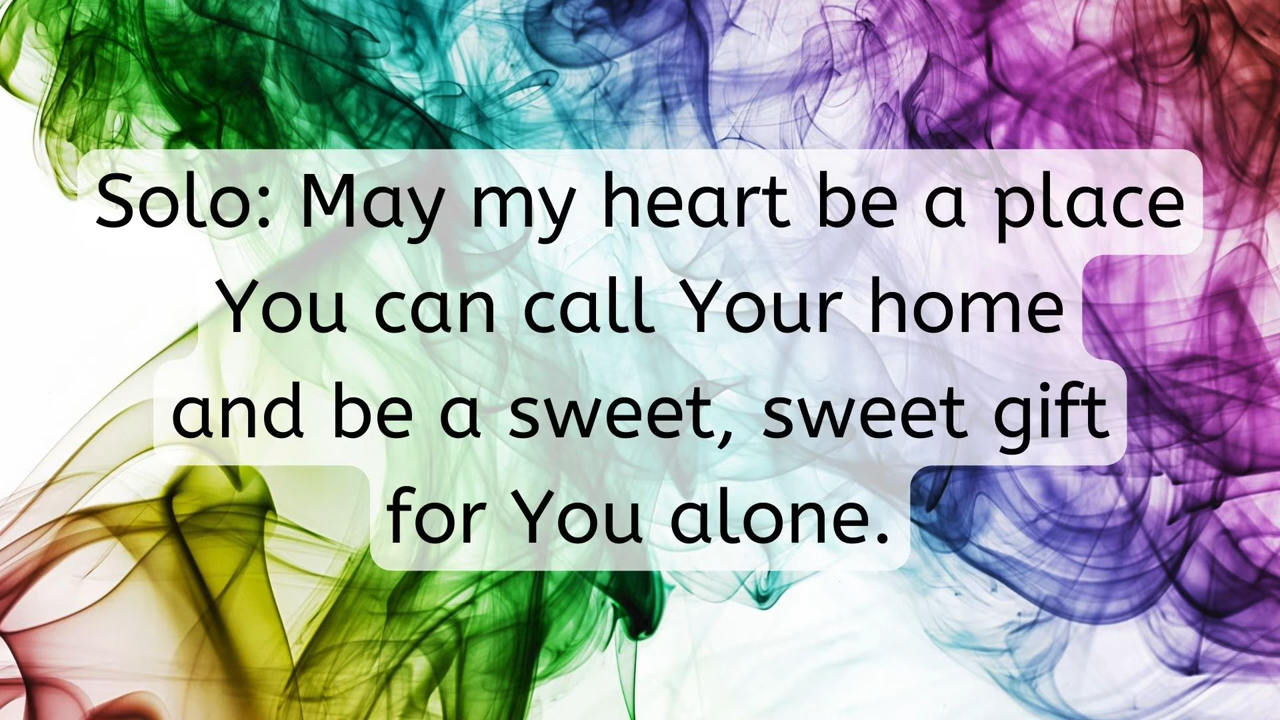 Solo: May my heart be a place
You can call Your home
and be a sweet, sweet gift
for You alone.